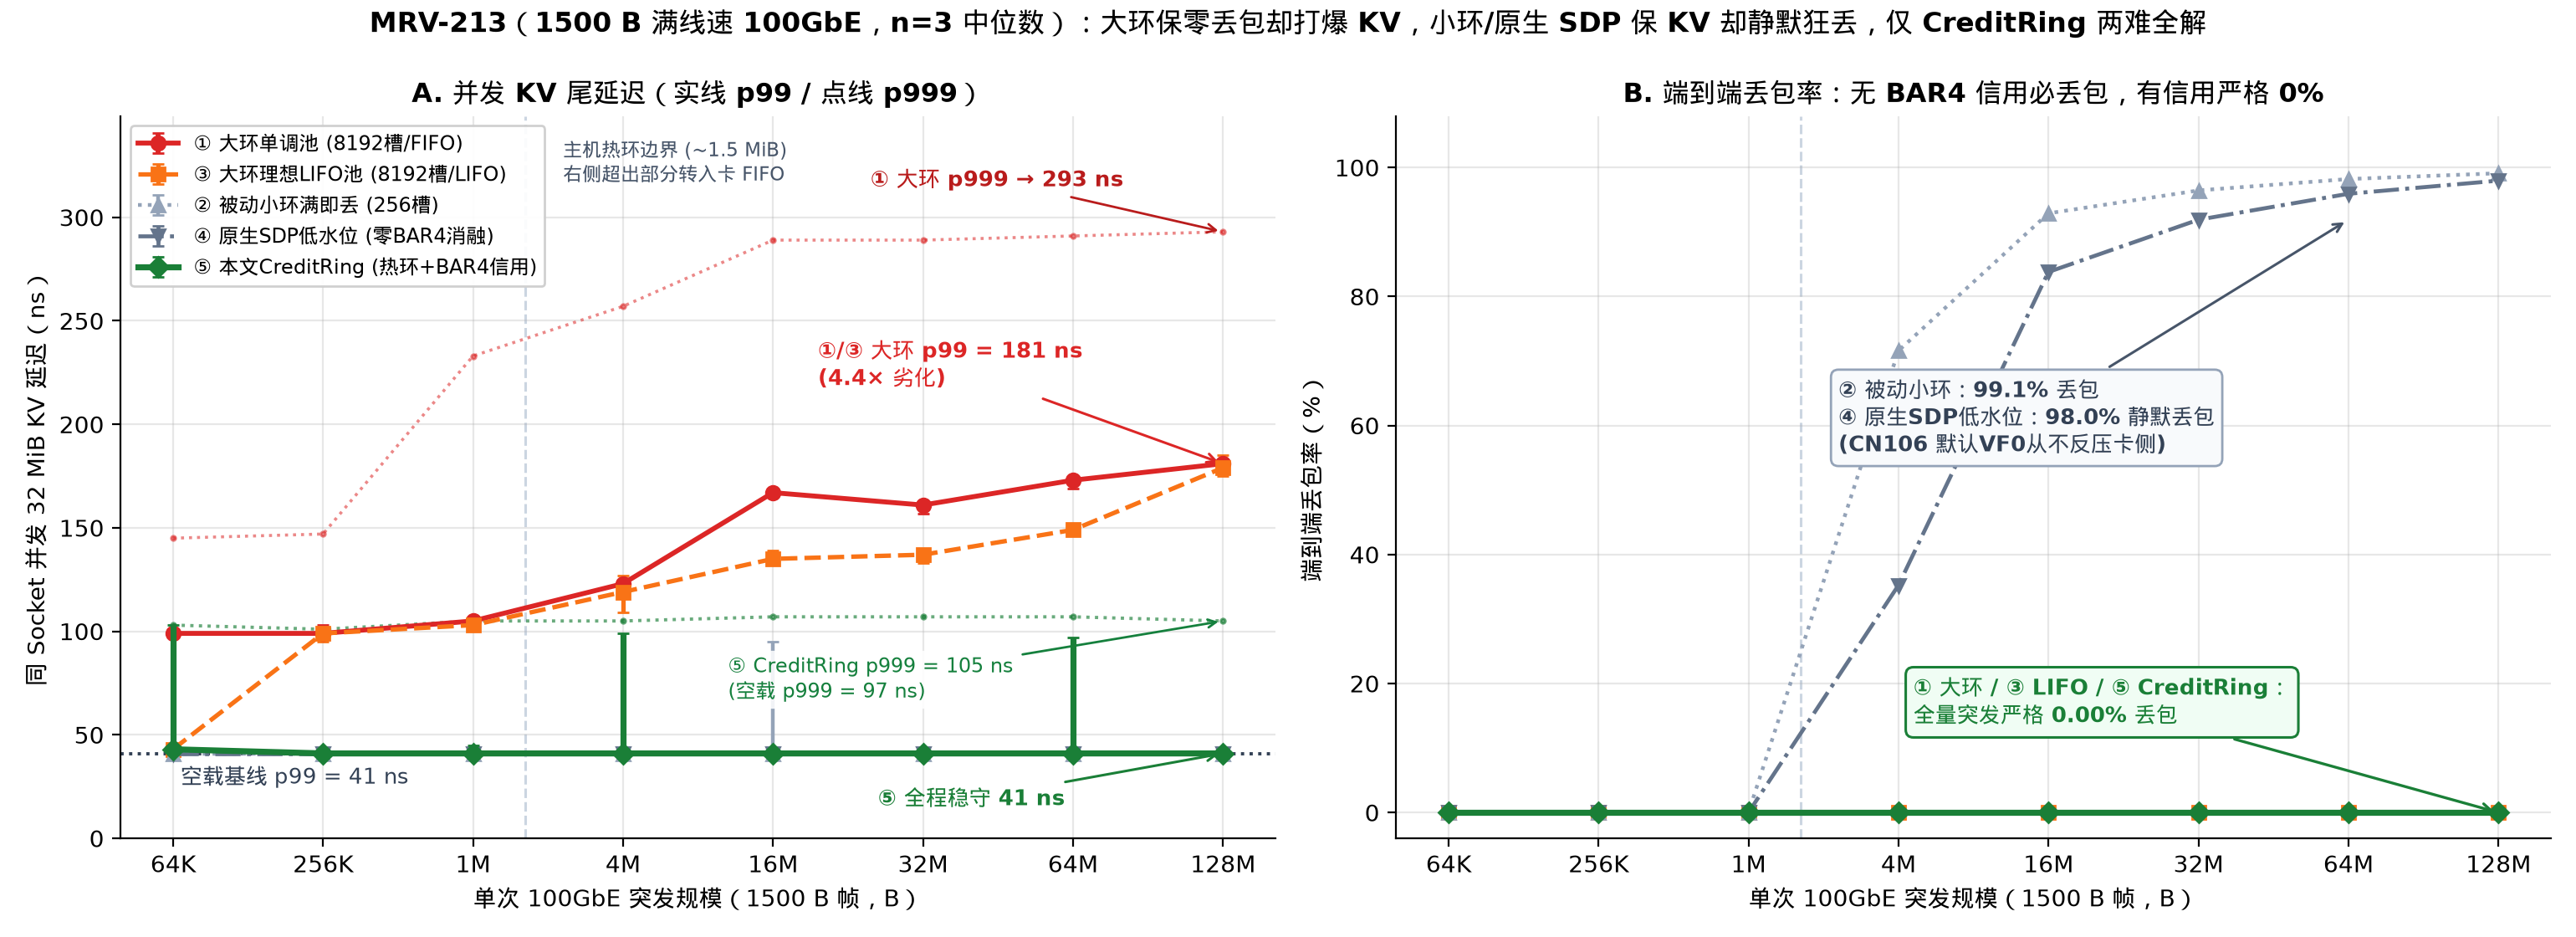 MRV-213（1500 B 满线速 100GbE，n=3 中位数）：大环保零丢包却打爆 KV，小环/原生 SDP 保 KV 却静默狂丢，仅 CreditRing 两难全解
A. 并发 KV 尾延迟（实线 p99 / 点线 p999）
① 大环单调池 (8192槽/FIFO)
③ 大环理想LIFO池 (8192槽/LIFO)
② 被动小环满即丢 (256槽)
④ 原生SDP低水位 (零BAR4消融)
⑤ 本文CreditRing (热环+BAR4信用)
主机热环边界 (~1.5 MiB)
右侧超出部分转入卡 FIFO
① 大环 p999 → 293 ns
①/③ 大环 p99 = 181 ns
(4.4× 劣化)
⑤ CreditRing p999 = 105 ns
(空载 p999 = 97 ns)
空载基线 p99 = 41 ns
⑤ 全程稳守 41 ns
同 Socket 并发 32 MiB KV 延迟（ns）
300
250
200
150
100
50
0
64K
256K
1M
4M
16M
32M
64M
128M
单次 100GbE 突发规模（1500 B 帧，B）
B. 端到端丢包率：无 BAR4 信用必丢包，有信用严格 0%
② 被动小环：99.1% 丢包
④ 原生SDP低水位：98.0% 静默丢包
(CN106 默认VF0从不反压卡侧)
① 大环 / ③ LIFO / ⑤ CreditRing：
全量突发严格 0.00% 丢包
端到端丢包率（%）
100
80
60
40
20
0
64K
256K
1M
4M
16M
32M
64M
128M
单次 100GbE 突发规模（1500 B 帧，B）